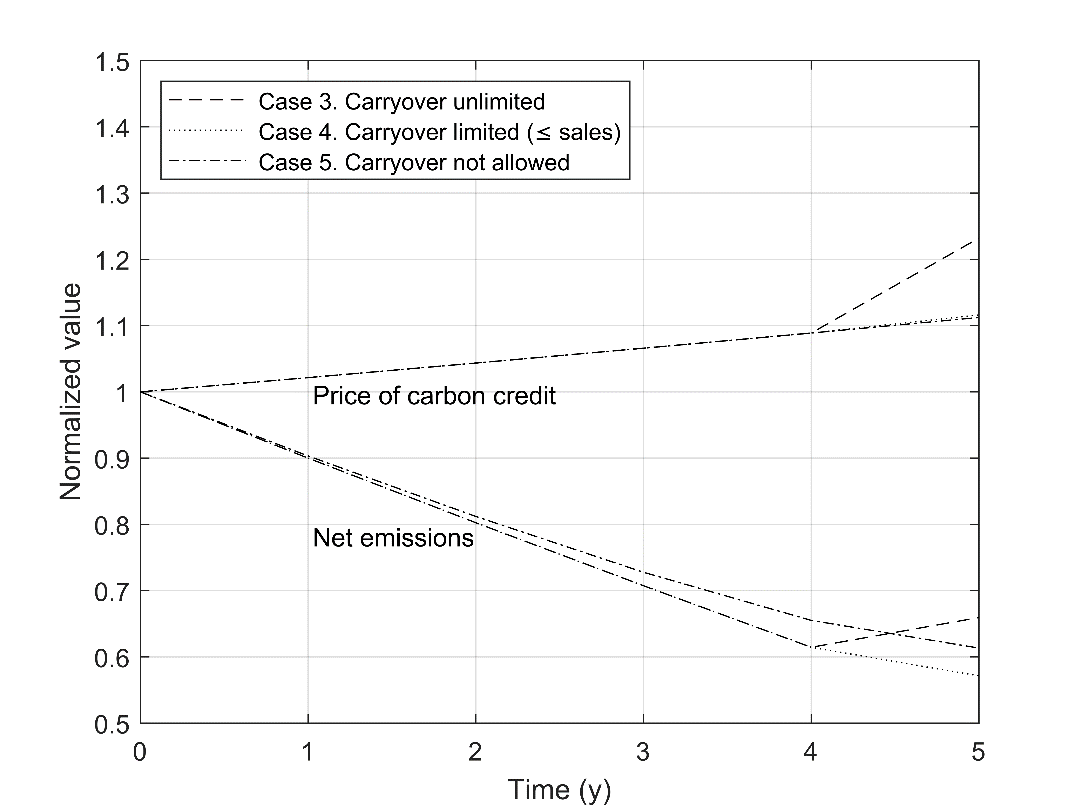 1.5
1.4
1.3
1.2
1.1
1
0.9
0.8
0.7
0.6
0.5
Normalized value
Case 3. Carryover unlimited
Case 4. Carryover limited (≤ sales)
Case 5. Carryover not allowed
Price of carbon credit
Net emissions
0 1 2 3 4 5
Time (y)